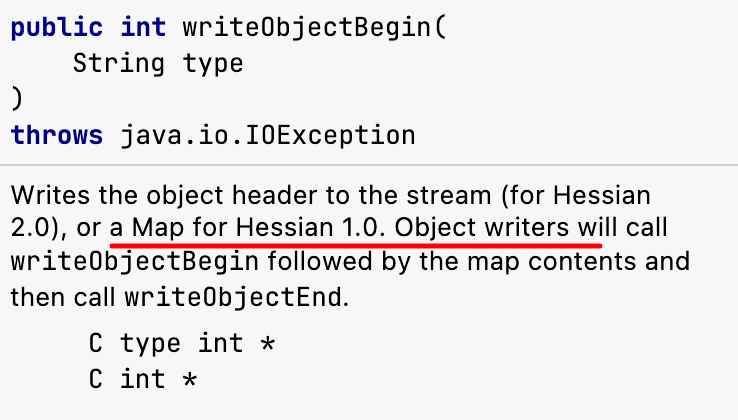 public int writeObjectBegin(
    String type
)
throws java.io.IOException
Writes the object header to the stream (for Hessian
2.0), or a Map for Hessian 1.0. Object writers will call
writeObjectBegin followed by the map contents and
then call writeObjectEnd.
C type int *
C int *